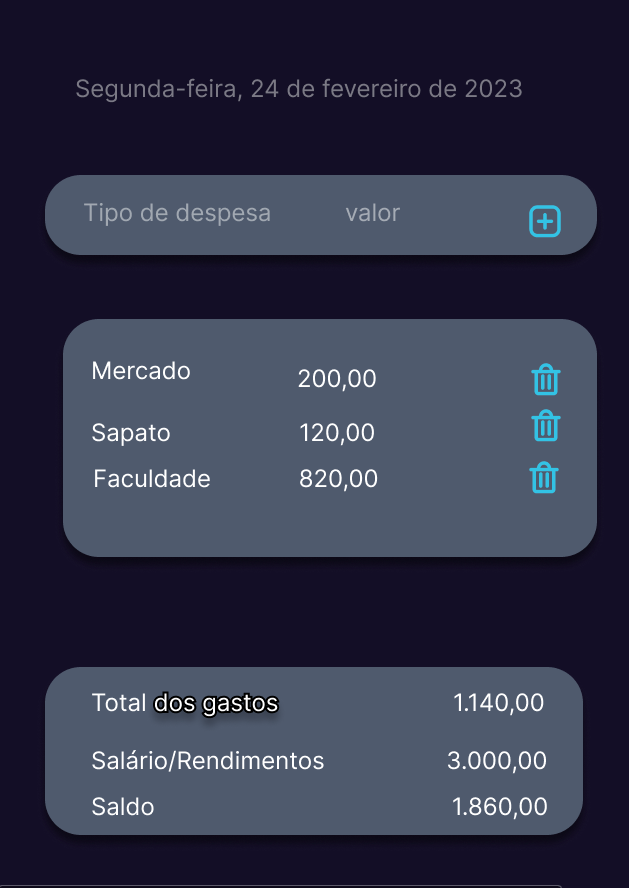 Segunda-feira, 24 de fevereiro de 2023
Tipo de despesa valor
Mercado 200,00
Sapato 120,00
Faculdade 820,00
Total dos gastos 1.140,00
Salário/Rendimentos 3.000,00
Saldo 1.860,00